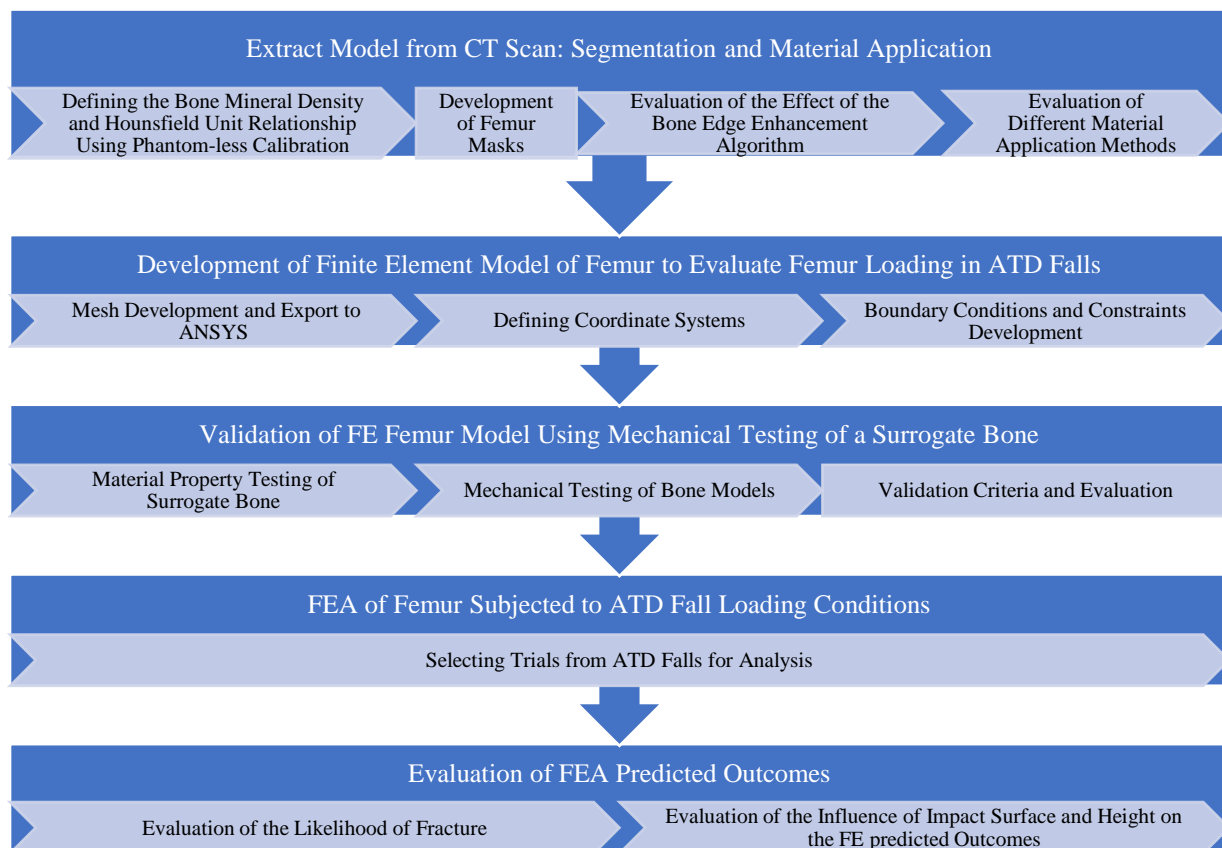 Extract Model from CT Scan: Segmentation and Material Application
Defining the Bone Mineral Density
and Hounsfield Unit Relationship
Using Phantom-less Calibration
Development
of Femur
Masks
Evaluation of the Effect of the
Bone Edge Enhancement
Algorithm
Evaluation of
Different Material
Application Methods
Development of Finite Element Model of Femur to Evaluate Femur Loading in ATD Falls
Mesh Development and Export to
ANSYS
Defining Coordinate Systems
Boundary Conditions and Constraints
Development
Validation of FE Femur Model Using Mechanical Testing of a Surrogate Bone
Material Property Testing of
Surrogate Bone
Mechanical Testing of Bone Models
Validation Criteria and Evaluation
FEA of Femur Subjected to ATD Fall Loading Conditions
Selecting Trials from ATD Falls for Analysis
Evaluation of FEA Predicted Outcomes
Evaluation of the Likelihood of Fracture
Evaluation of the Influence of Impact Surface and Height on
the FE predicted Outcomes